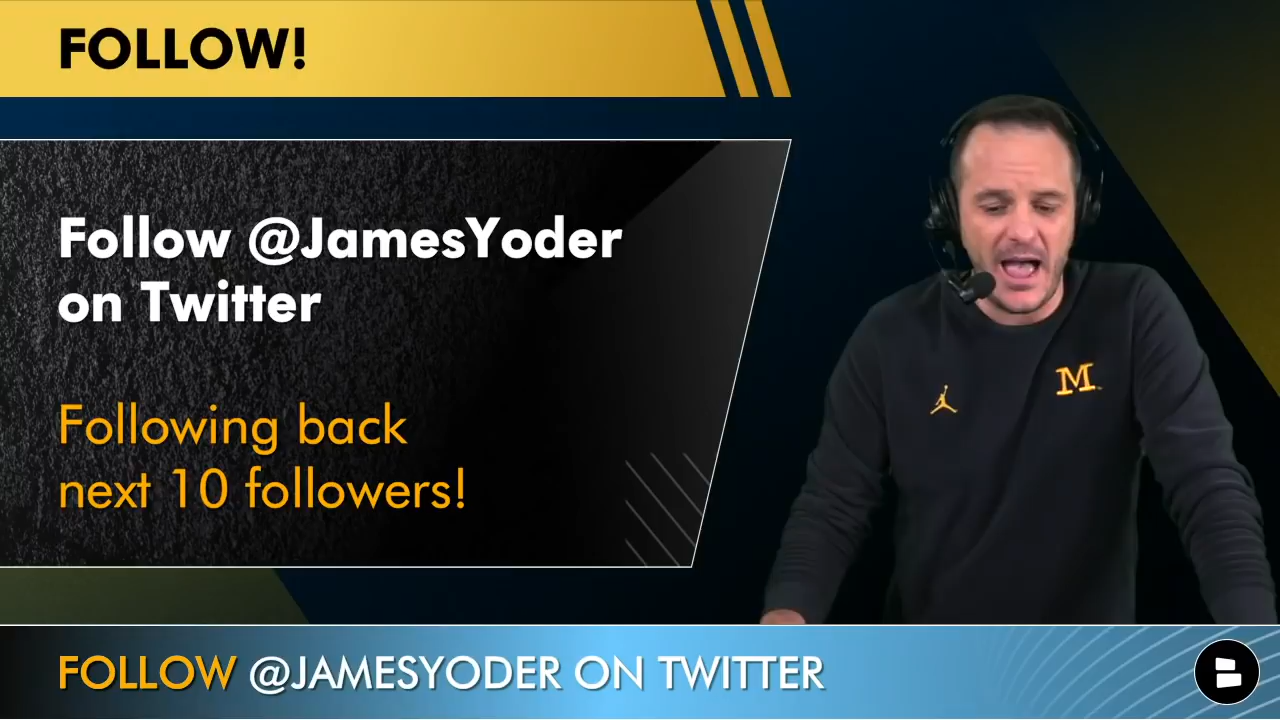 FOLLOW!
Follow @JamesYoder
on Twitter
Following back
next 10 followers!
M
FOLLOW @JAMESYODER ON TWITTER